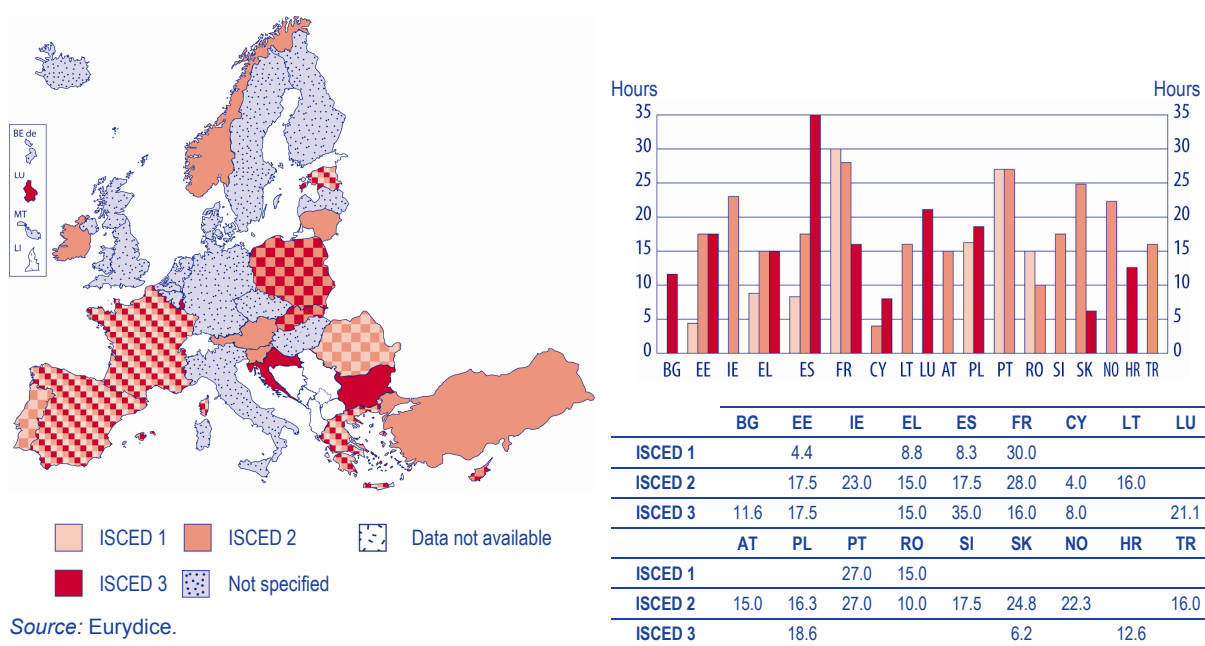 BE de
LU
MT
LI
ISCED 1 ISCED 2 Data not available
ISCED 3 Not specified
Source: Eurydice.
Hours Hours
35 35
30 30
25 25
20 20
15 15
10 10
5 5
0 0
BG EE IE EL ES FR CY LT LU AT PL PT RO SI SK NO HR TR
BG EE IE EL ES FR CY LT LU
ISCED 1 4.4 8.8 8.3 30.0
ISCED 2 17.5 23.0 15.0 17.5 28.0 4.0 16.0
ISCED 3 11.6 17.5 15.0 35.0 16.0 8.0 21.1
AT PL PT RO SI SK NO HR TR
ISCED 1 27.0 15.0
ISCED 2 15.0 16.3 27.0 10.0 17.5 24.8 22.3 16.0
ISCED 3 18.6 6.2 12.6